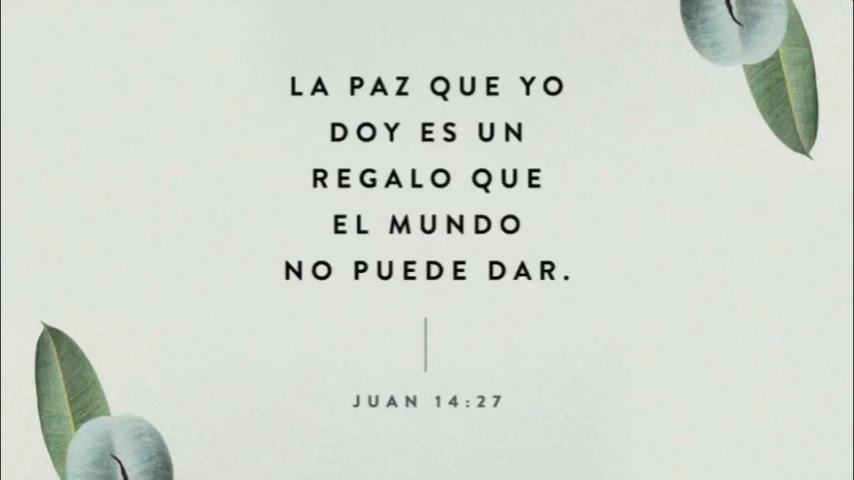 LA PAZ QUE YO
DOY ES UN
REGALO QUE
EL MUNDO
NO PUEDE DAR.
JUAN 14:27